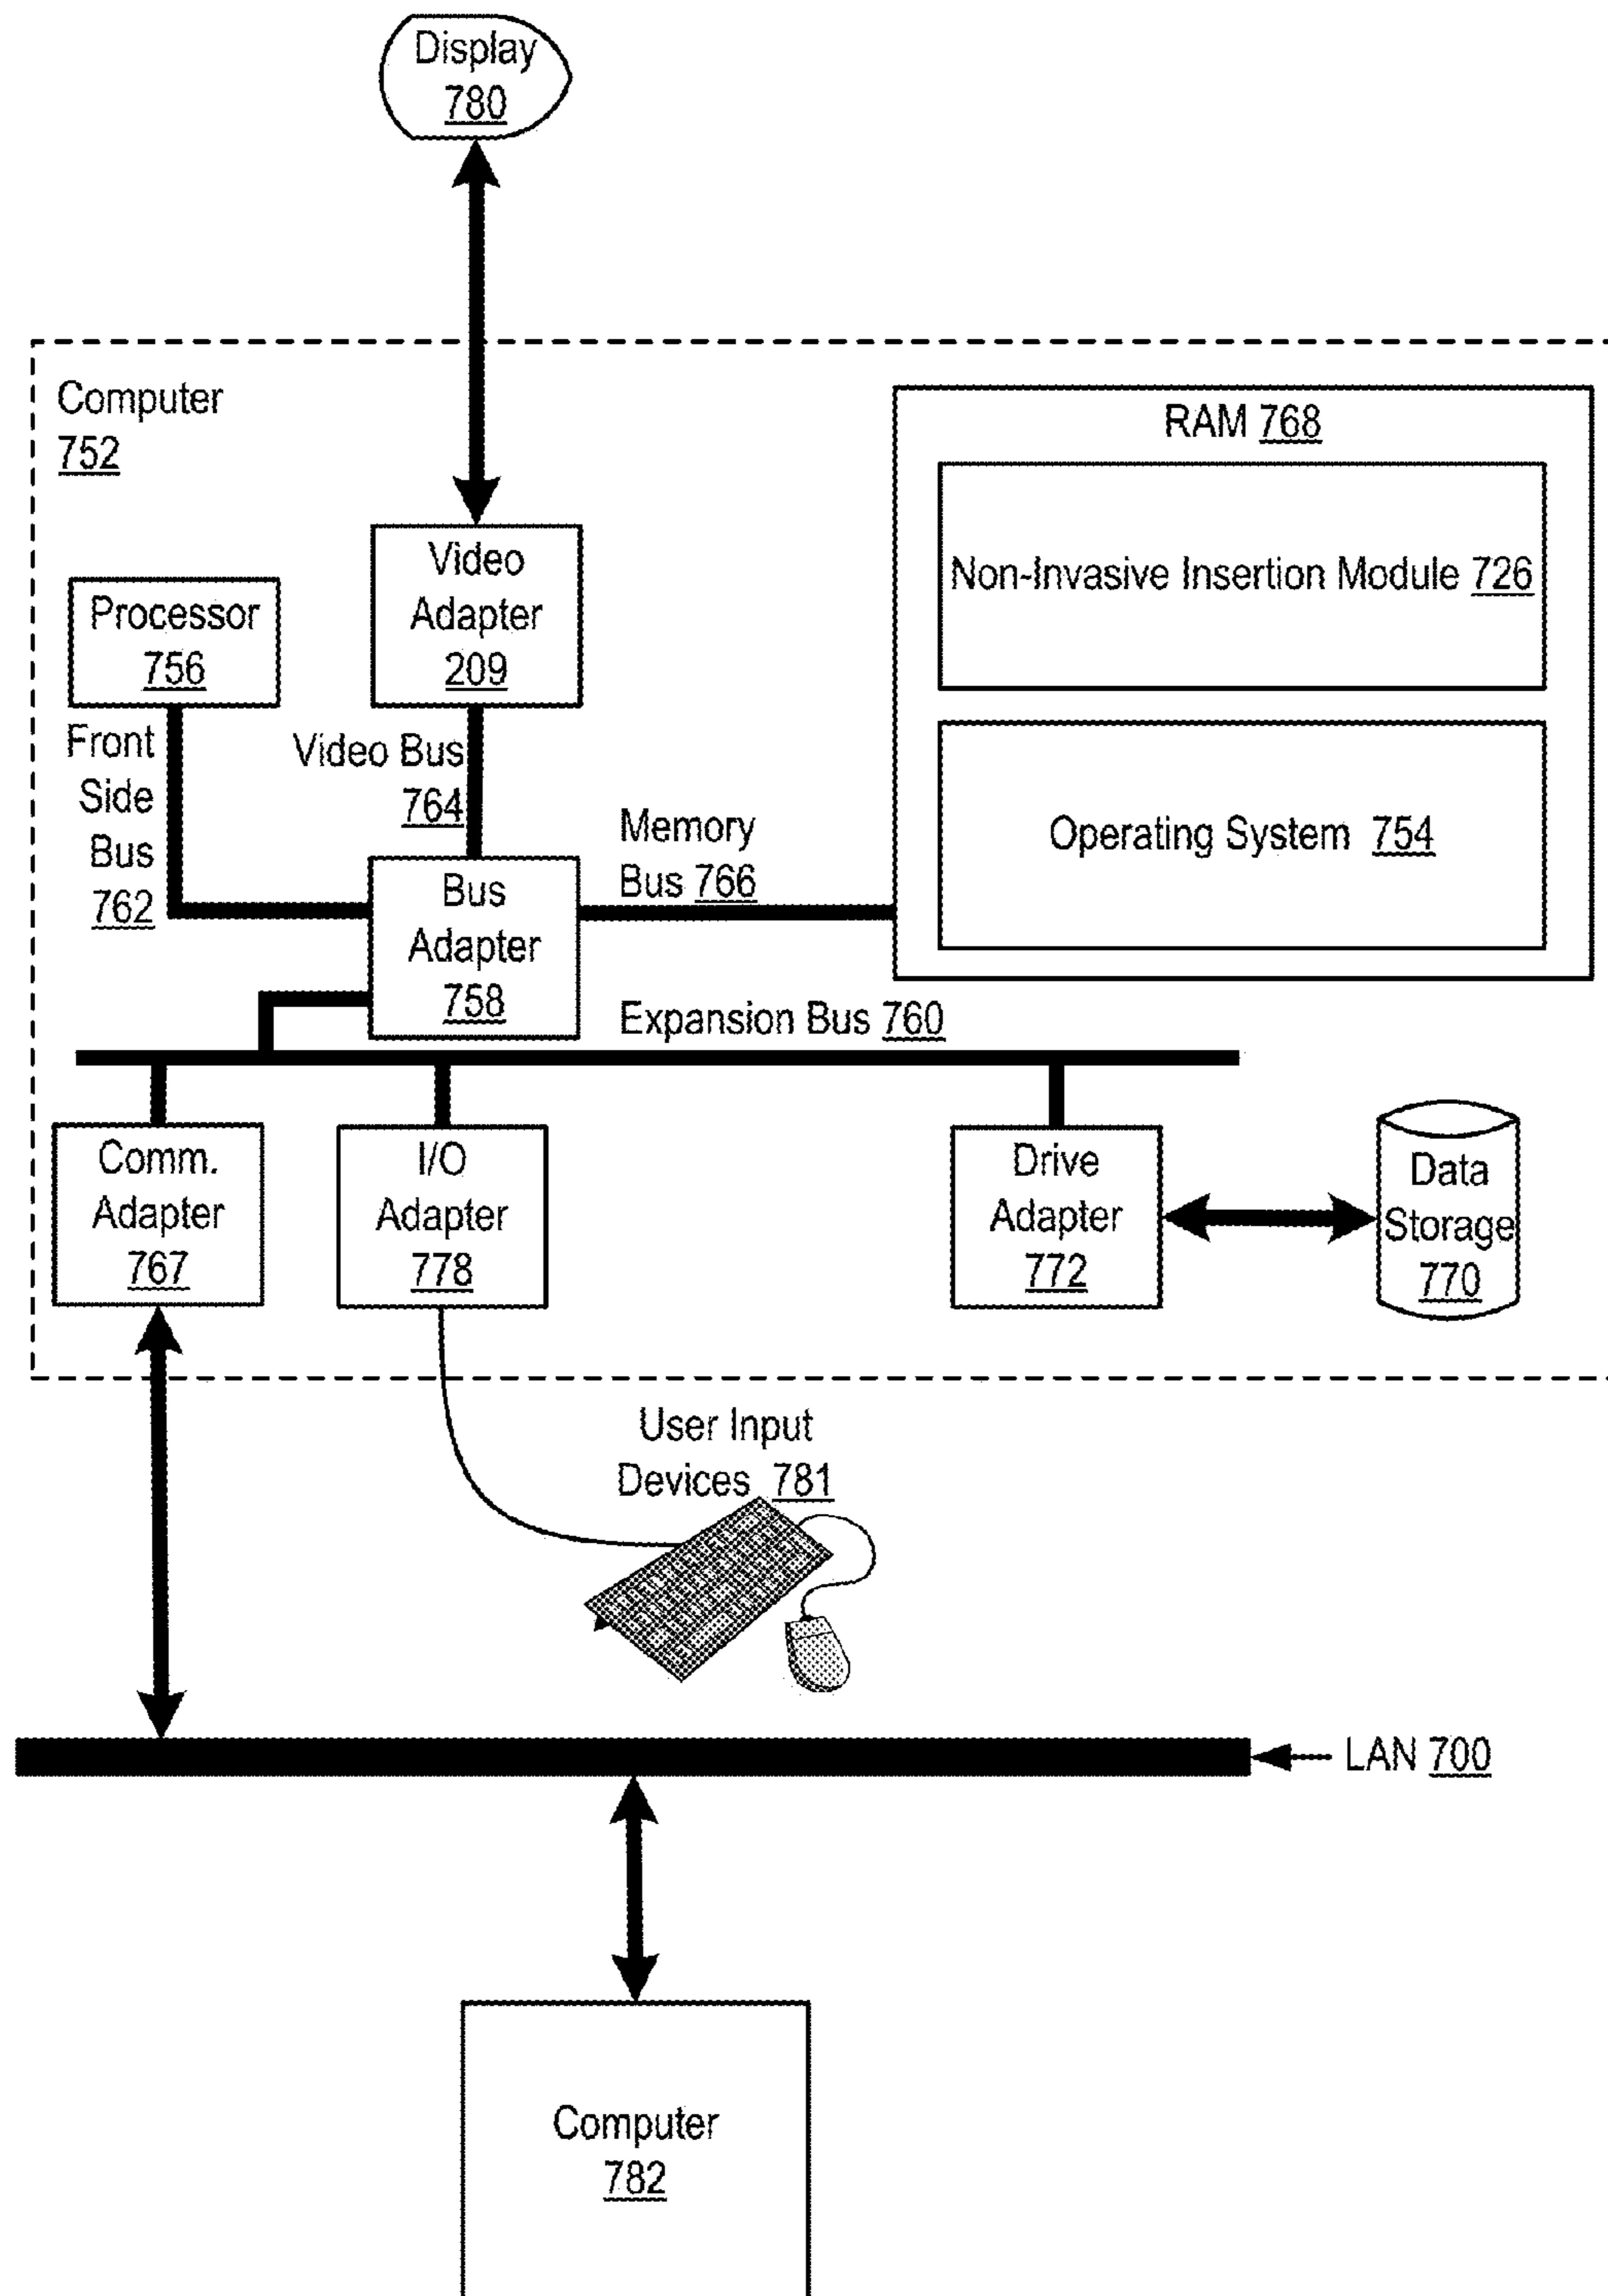 Display
780
Computer
752
RAM 768
Non-Invasive Insertion Module 726
Operating System 754
Video
Adapter
209
Processor
756
Front
Side
Bus
762
Video Bus
764
Memory
Bus 766
Bus
Adapter
758
Expansion Bus 760
Comm.
Adapter
767
I/O
Adapter
778
Drive
Adapter
772
Data
Storage
770
User Input
Devices 781
LAN 700
Computer
782